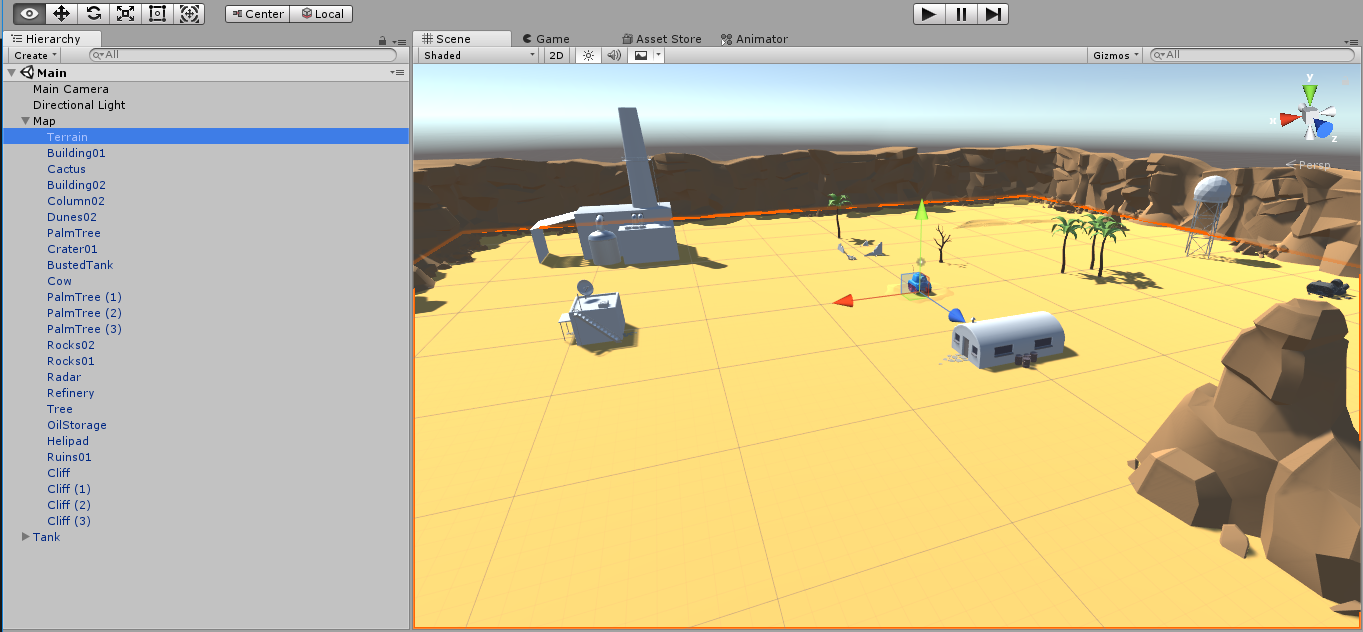 Center Local
Hierarchy
Create All
Main
Main Camera
Directional Light
Map
Terrain
Building01
Cactus
Building02
Column02
Dunes02
PalmTree
Crater01
BustedTank
Cow
PalmTree (1)
PalmTree (2)
PalmTree (3)
Rocks02
Rocks01
Radar
Refinery
Tree
OilStorage
Helipad
Ruins01
Cliff
Cliff (1)
Cliff (2)
Cliff (3)
Tank
Scene Game Asset Store Animator
Shaded 2D Gizmos All
y
x
z
Persp